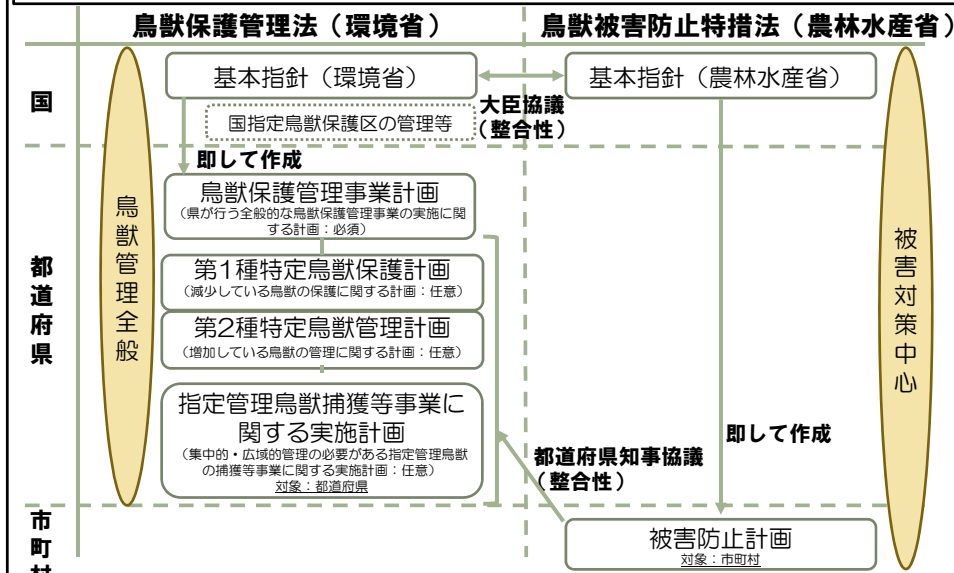 鳥獣保護管理法（環境省）
鳥獣被害防止特措法（農林水産省）
国
基本指針（環境省）
基本指針（農林水産省）
国指定鳥獣保護区の管理等
大臣協議
（整合性）
即して作成
鳥獣管理全般
被害対策中心
都道府県
鳥獣保護管理事業計画
（県が行う全般的な鳥獣保護管理事業の実施に関
する計画：必須）
第1種特定鳥獣保護計画
（減少している鳥獣の保護に関する計画：任意）
第2種特定鳥獣管理計画
（増加している鳥獣の管理に関する計画：任意）
指定管理鳥獣捕獲等事業に
関する実施計画
（集中的・広域的管理の必要がある指定管理鳥獣
の捕獲等事業に関する実施計画：任意）
対象：都道府県
即して作成
都道府県知事協議
（整合性）
市町村
被害防止計画
対象：市町村